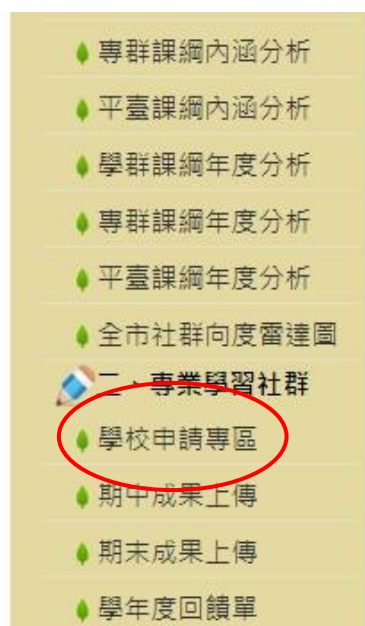 專群課綱內涵分析
平臺課綱內涵分析
學群課綱年度分析
專群課綱年度分析
平臺課綱年度分析
全市社群向度雷達圖
二、專業學習社群
學校申請專區
期中成果上傳
期末成果上傳
學年度回饋單